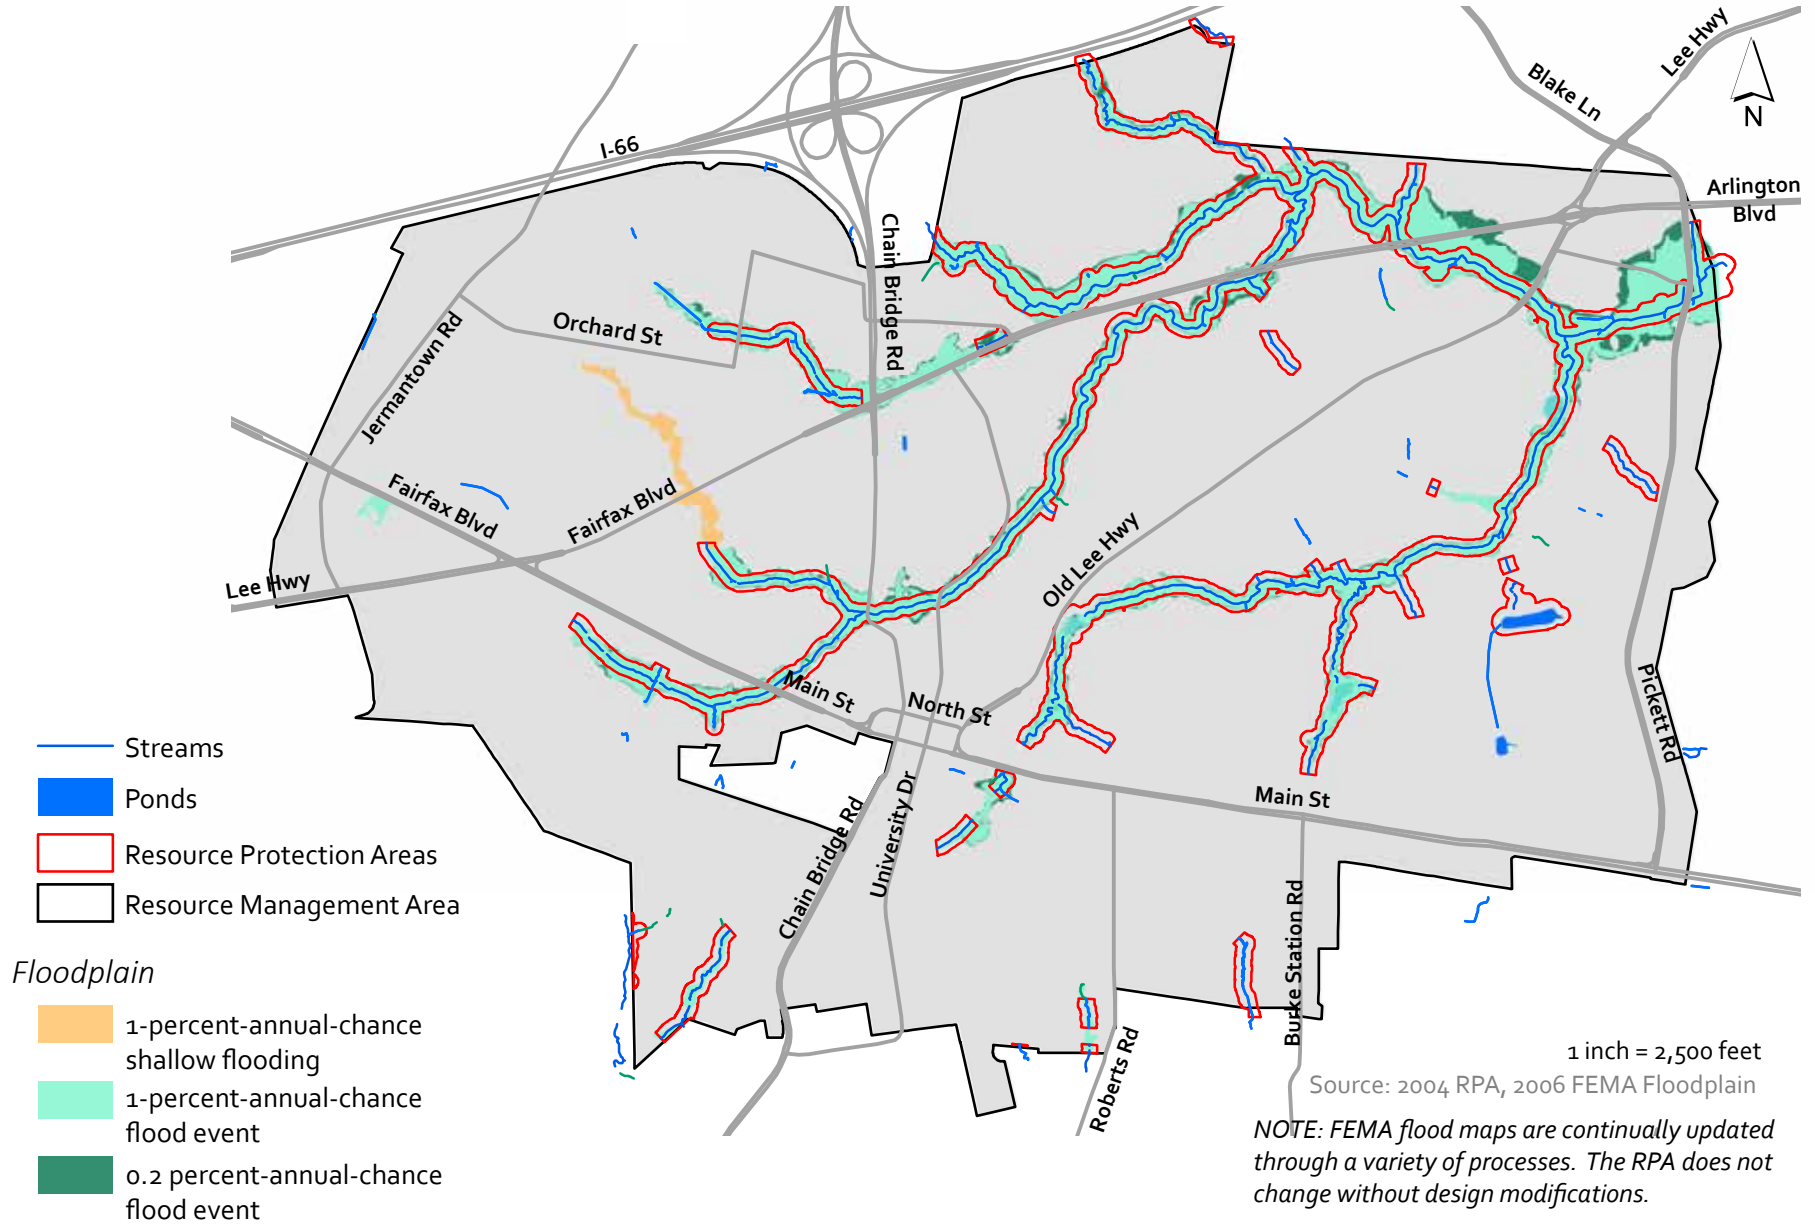 Lee Hwy
Blake Ln
N
I-66
Arlington
Blvd
Chain Bridge Rd
Orchard St
Jermantown Rd
Fairfax Blvd
Fairfax Blvd
Old Lee Hwy
Lee Hwy
Main St
North St
Pickett Rd
Main St
Chain Bridge Rd
University Dr
Burke Station Rd
Roberts Rd
Streams
Ponds
Resource Protection Areas
Resource Management Area
Floodplain
1-percent-annual-chance
shallow flooding
1-percent-annual-chance
flood event
0.2 percent-annual-chance
flood event
1 inch = 2,500 feet
Source: 2004 RPA, 2006 FEMA Floodplain
NOTE: FEMA flood maps are continually updated
through a variety of processes. The RPA does not
change without design modifications.